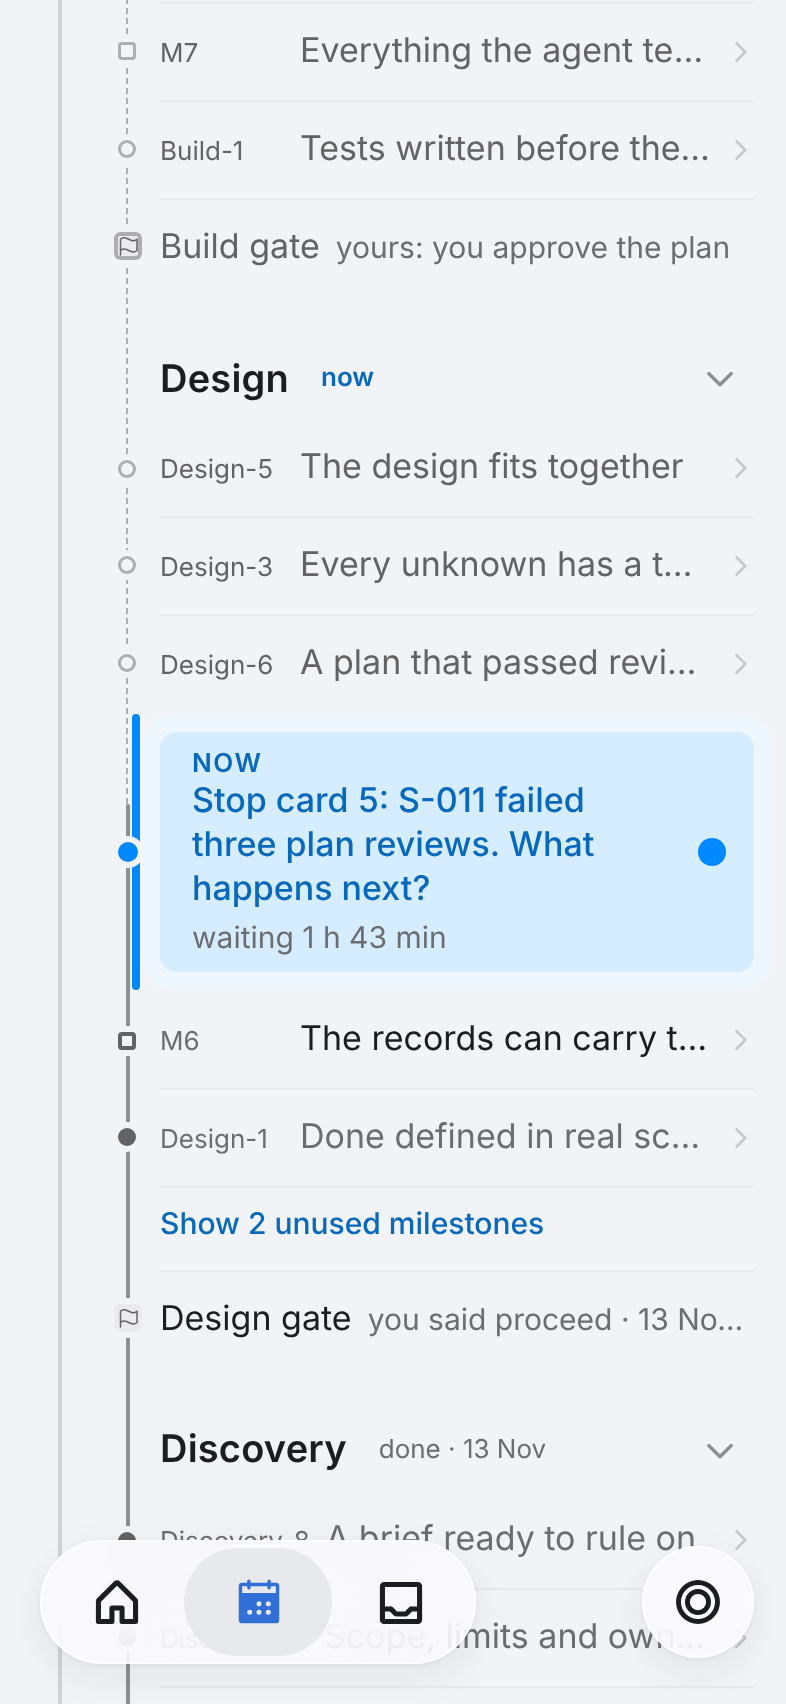 M7 Everything the agent te...
Build-1 Tests written before the...
Build gate yours: you approve the plan
Design now
Design-5 The design fits together
Design-3 Every unknown has a t...
Design-6 A plan that passed revi...
NOW
Stop card 5: S-011 failed
three plan reviews. What
happens next?
waiting 1 h 43 min
M6 The records can carry t...
Design-1 Done defined in real sc...
Show 2 unused milestones
Design gate you said proceed · 13 No...
Discovery done · 13 Nov
Discovery-8 A brief ready to rule on
Scope, limits and own...